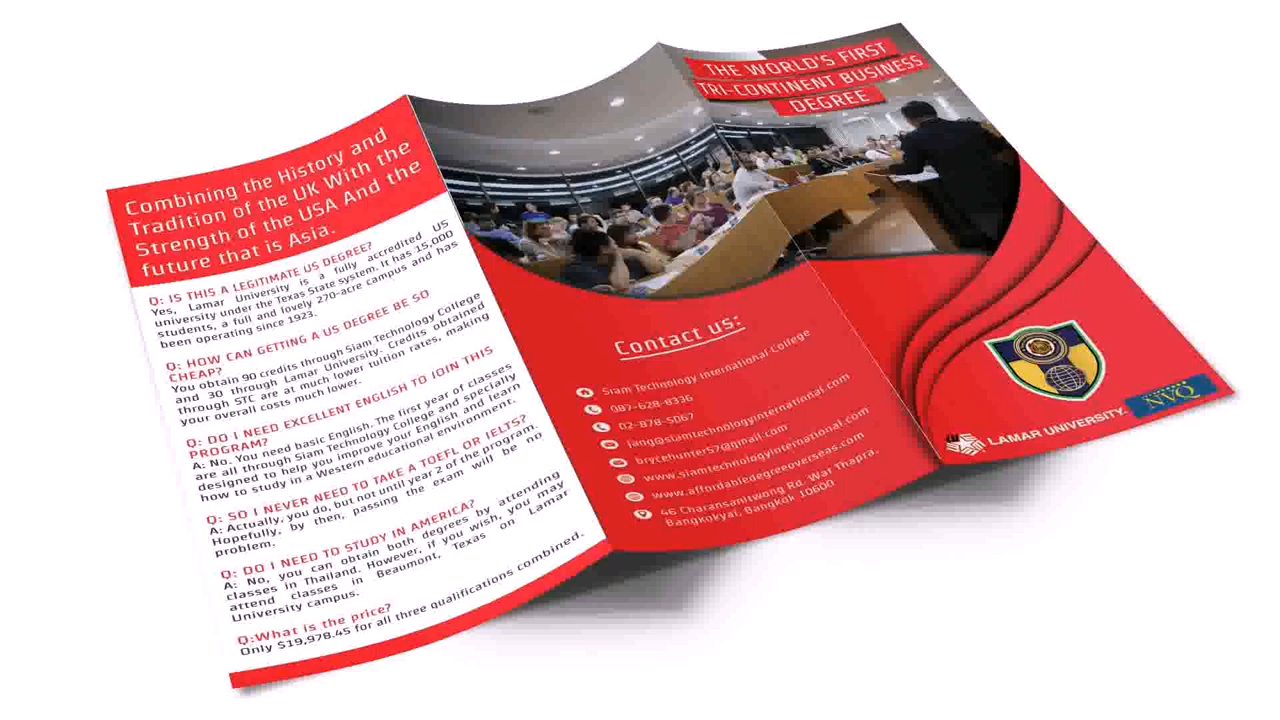 Combining the History and
Tradition of the UK With the
Strength of the USA And the
future that is Asia.
Q: IS THIS A LEGITIMATE US DEGREE?
Yes, Lamar University is a fully accredited US
university under the Texas State system. It has 15,000
students, a full and lovely 270-acre campus and has
been operating since 1923.
Q: HOW CAN GETTING A US DEGREE BE SO
CHEAP?
You obtain 90 credits through Siam Technology College
and 30 through Lamar University. Credits obtained
through STC are at much lower tuition rates, making
your overall costs much lower.
Q: DO I NEED EXCELLENT ENGLISH TO JOIN THIS
PROGRAM?
A: No. You need basic English. The first year of classes
are all through Siam Technology College and specially
designed to help you improve your English and learn
how to study in a Western educational environment.
Q: SO I NEVER NEED TO TAKE A TOEFL OR IELTS?
A: Actually, you do, but not until year 2 of the program.
Hopefully, by then, passing the exam will be no
problem.
Q: DO I NEED TO STUDY IN AMERICA?
A: No, you can obtain both degrees by attending
classes in Thailand. However, if you wish, you may
attend classes in Beaumont, Texas on Lamar
University campus.
Q:What is the price?
Only $19,978.45 for all three qualifications combined.
Contact us:
Siam Technology International College
087-628-8336
02-878-5067
fang@siamtechnologyinternational.com
brycehunter57@gmail.com
www.siamtechnologyinternational.com
www.affordabledegreeoverseas.com
46 Charansanitwong Rd. War Thapra,
Bangkokyai, Bangkok 10600
THE WORLD'S FIRST
TRI-CONTINENT BUSINESS
DEGREE
LAMAR UNIVERSITY.
QAN